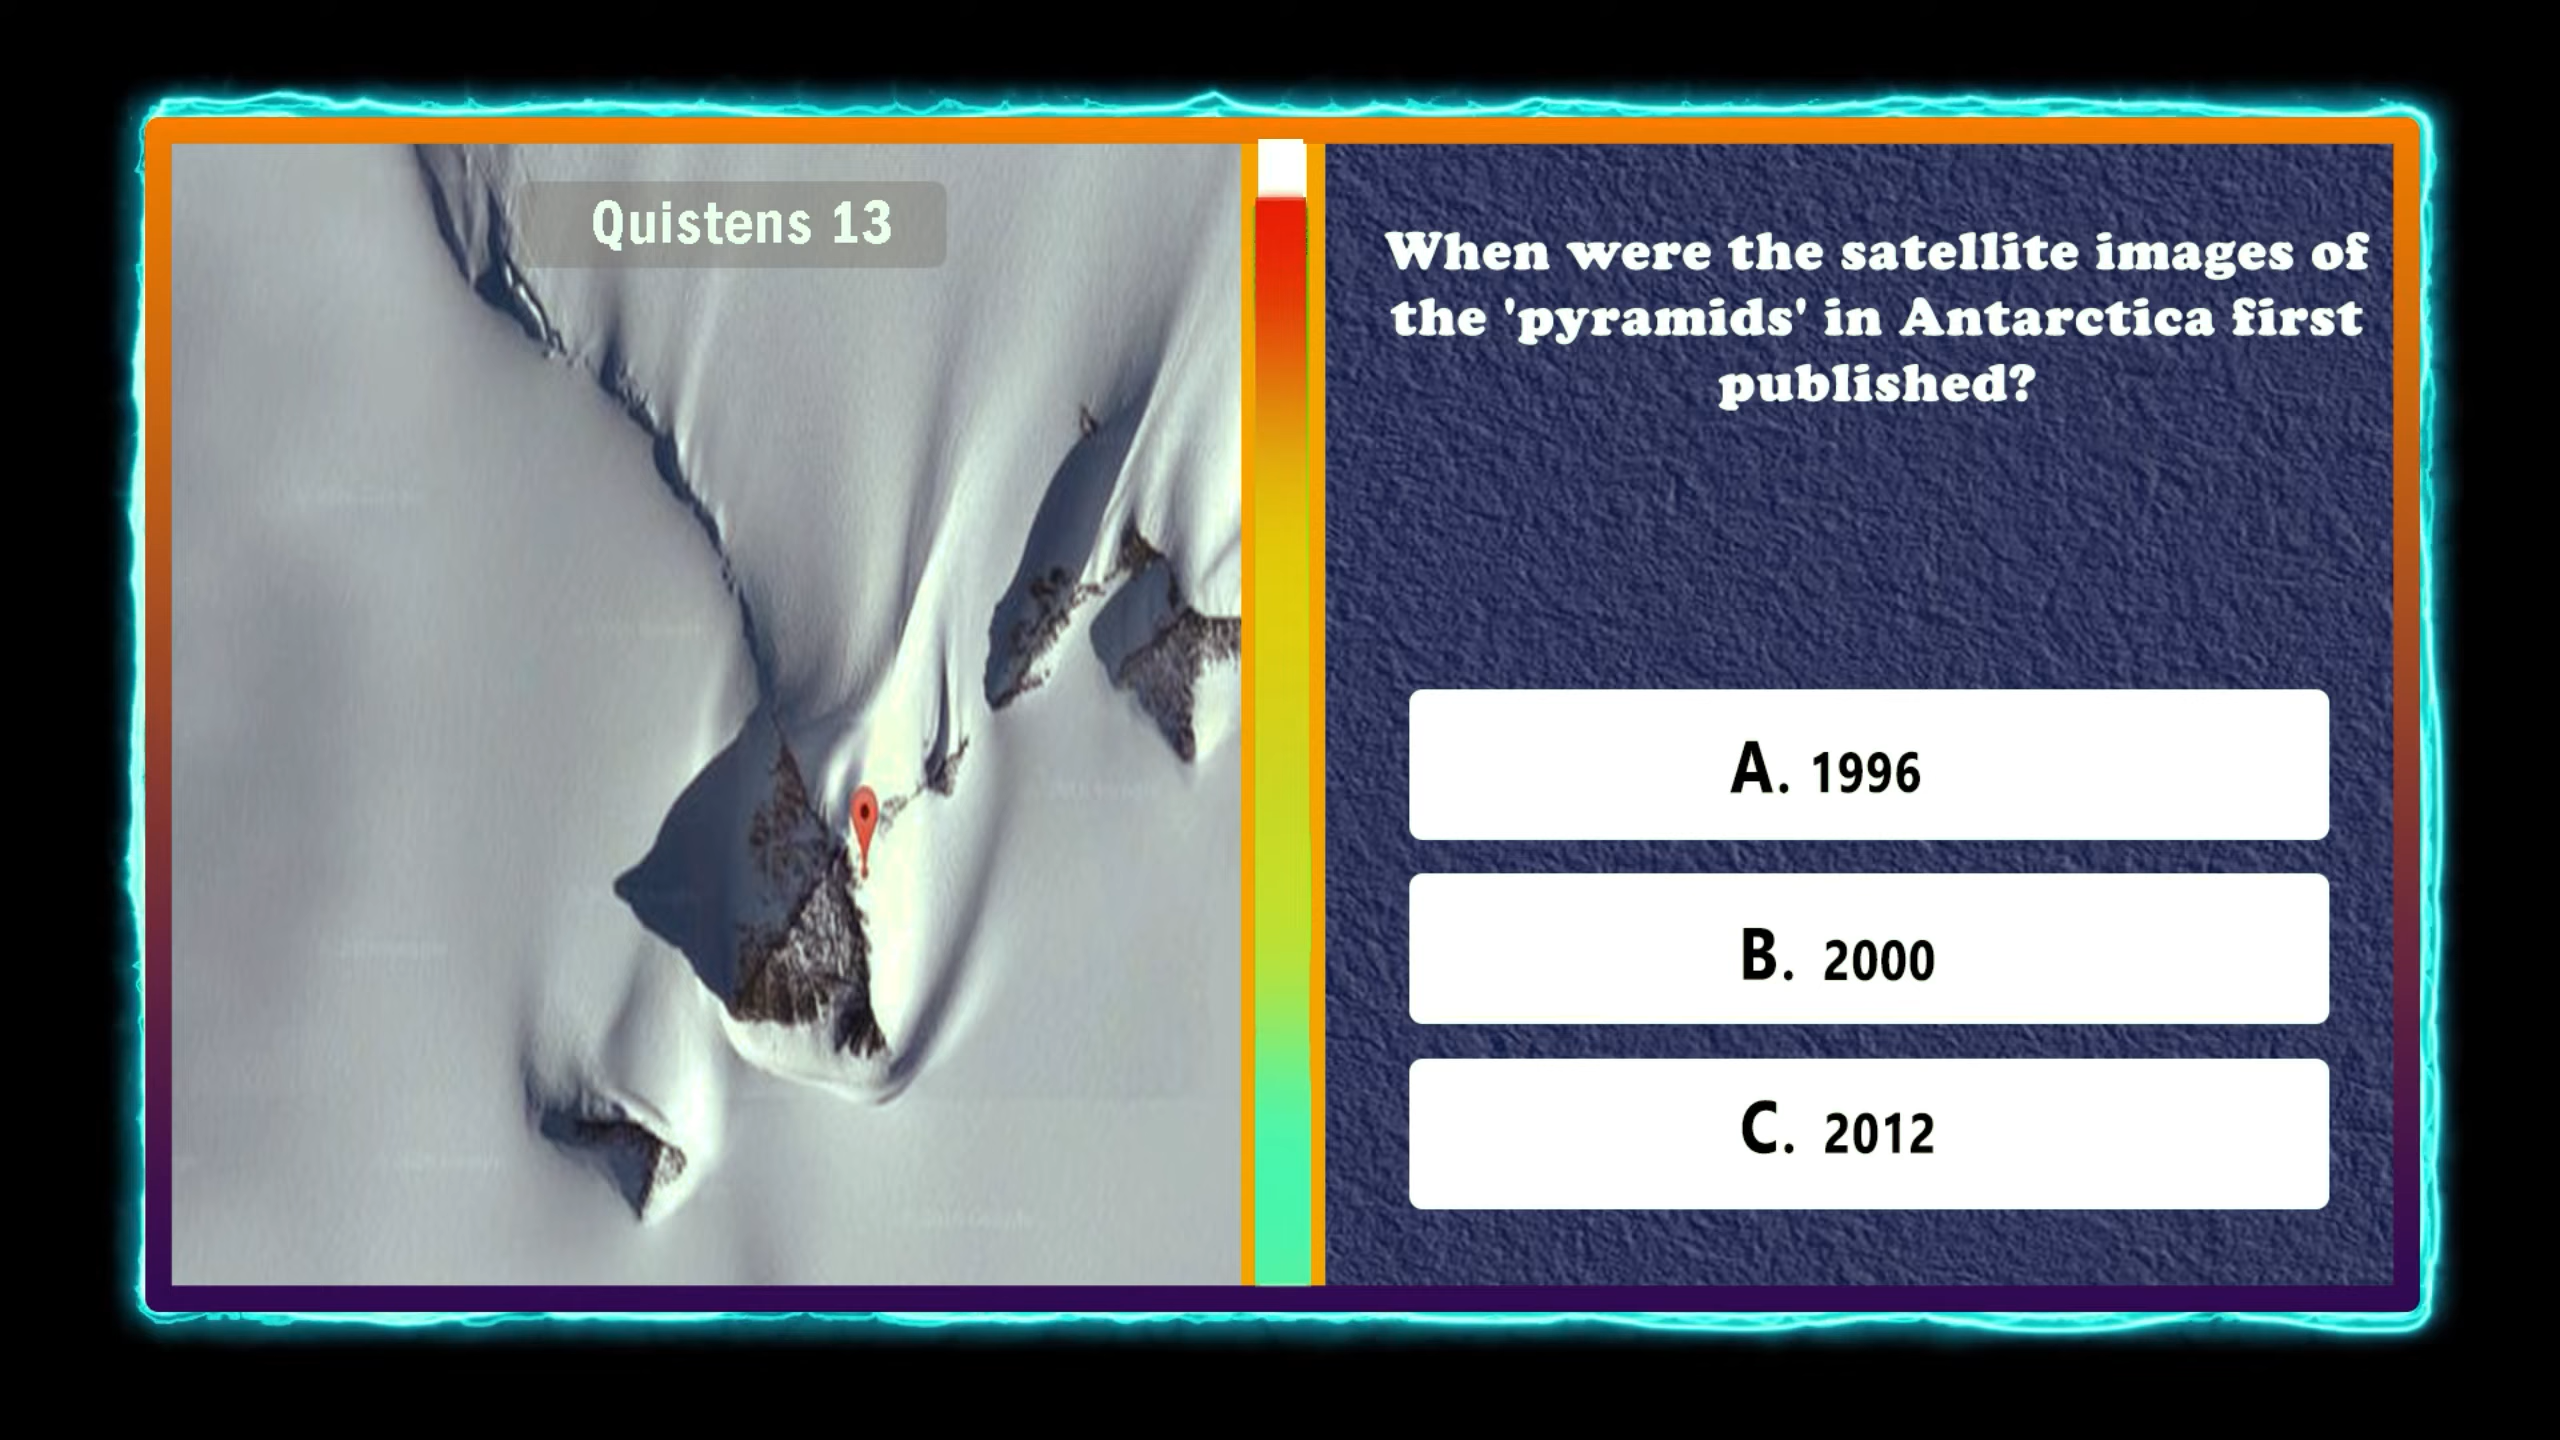 Quistens 13
When were the satellite images of
the 'pyramids' in Antarctica first
published?
A. 1996
B. 2000
C. 2012